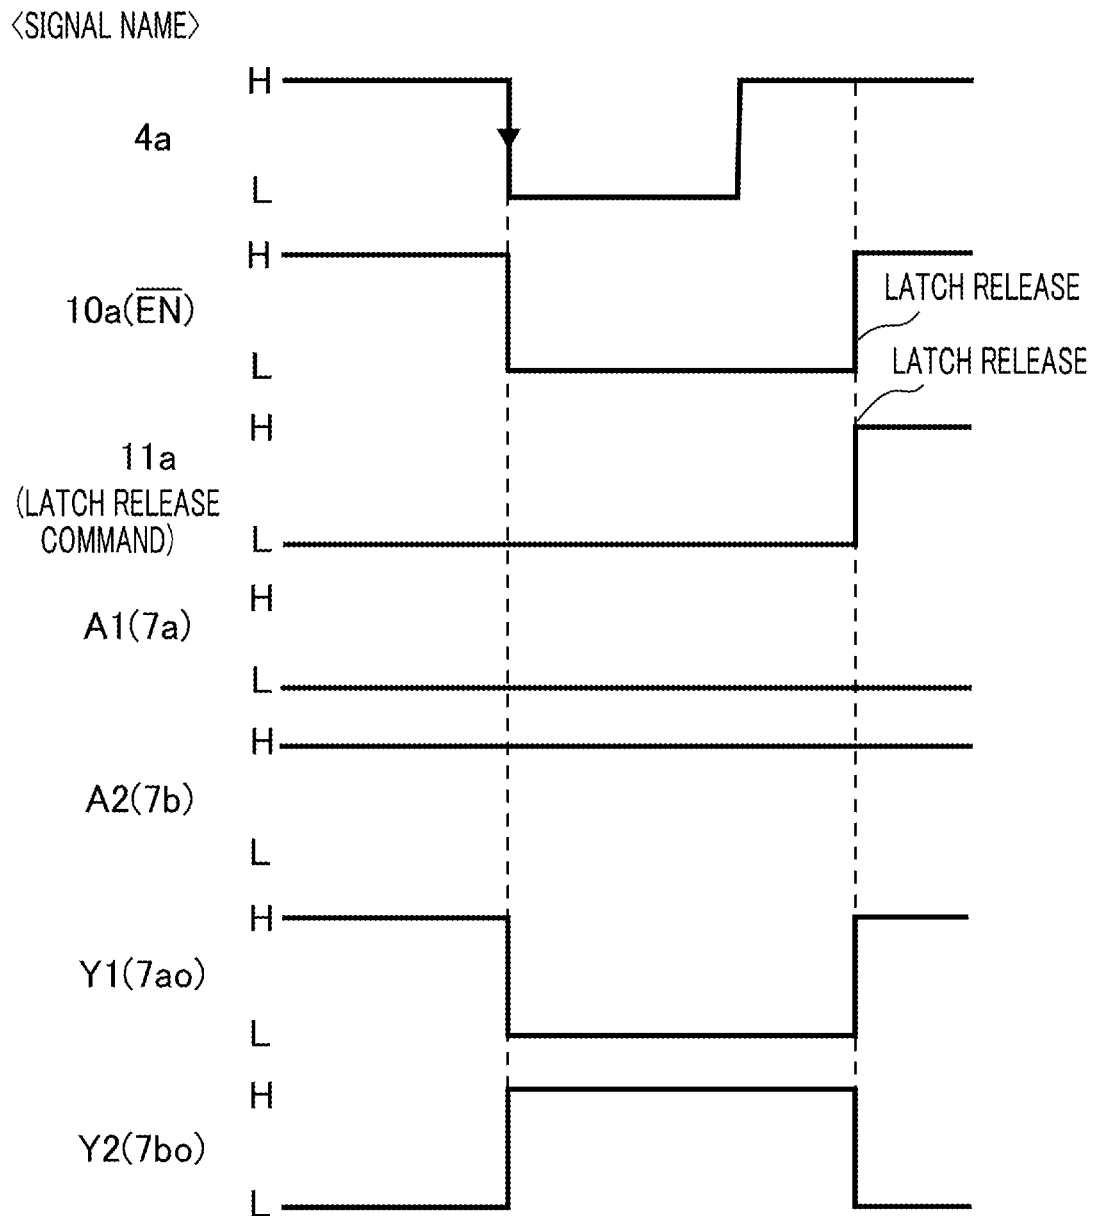 〈SIGNAL NAME〉
H
4a
L
H
10a(E̅N̅)
LATCH RELEASE
L
LATCH RELEASE
H
11a
(LATCH RELEASE
COMMAND)
L
H
A1(7a)
L
H
A2(7b)
L
H
Y1(7ao)
L
H
Y2(7bo)
L